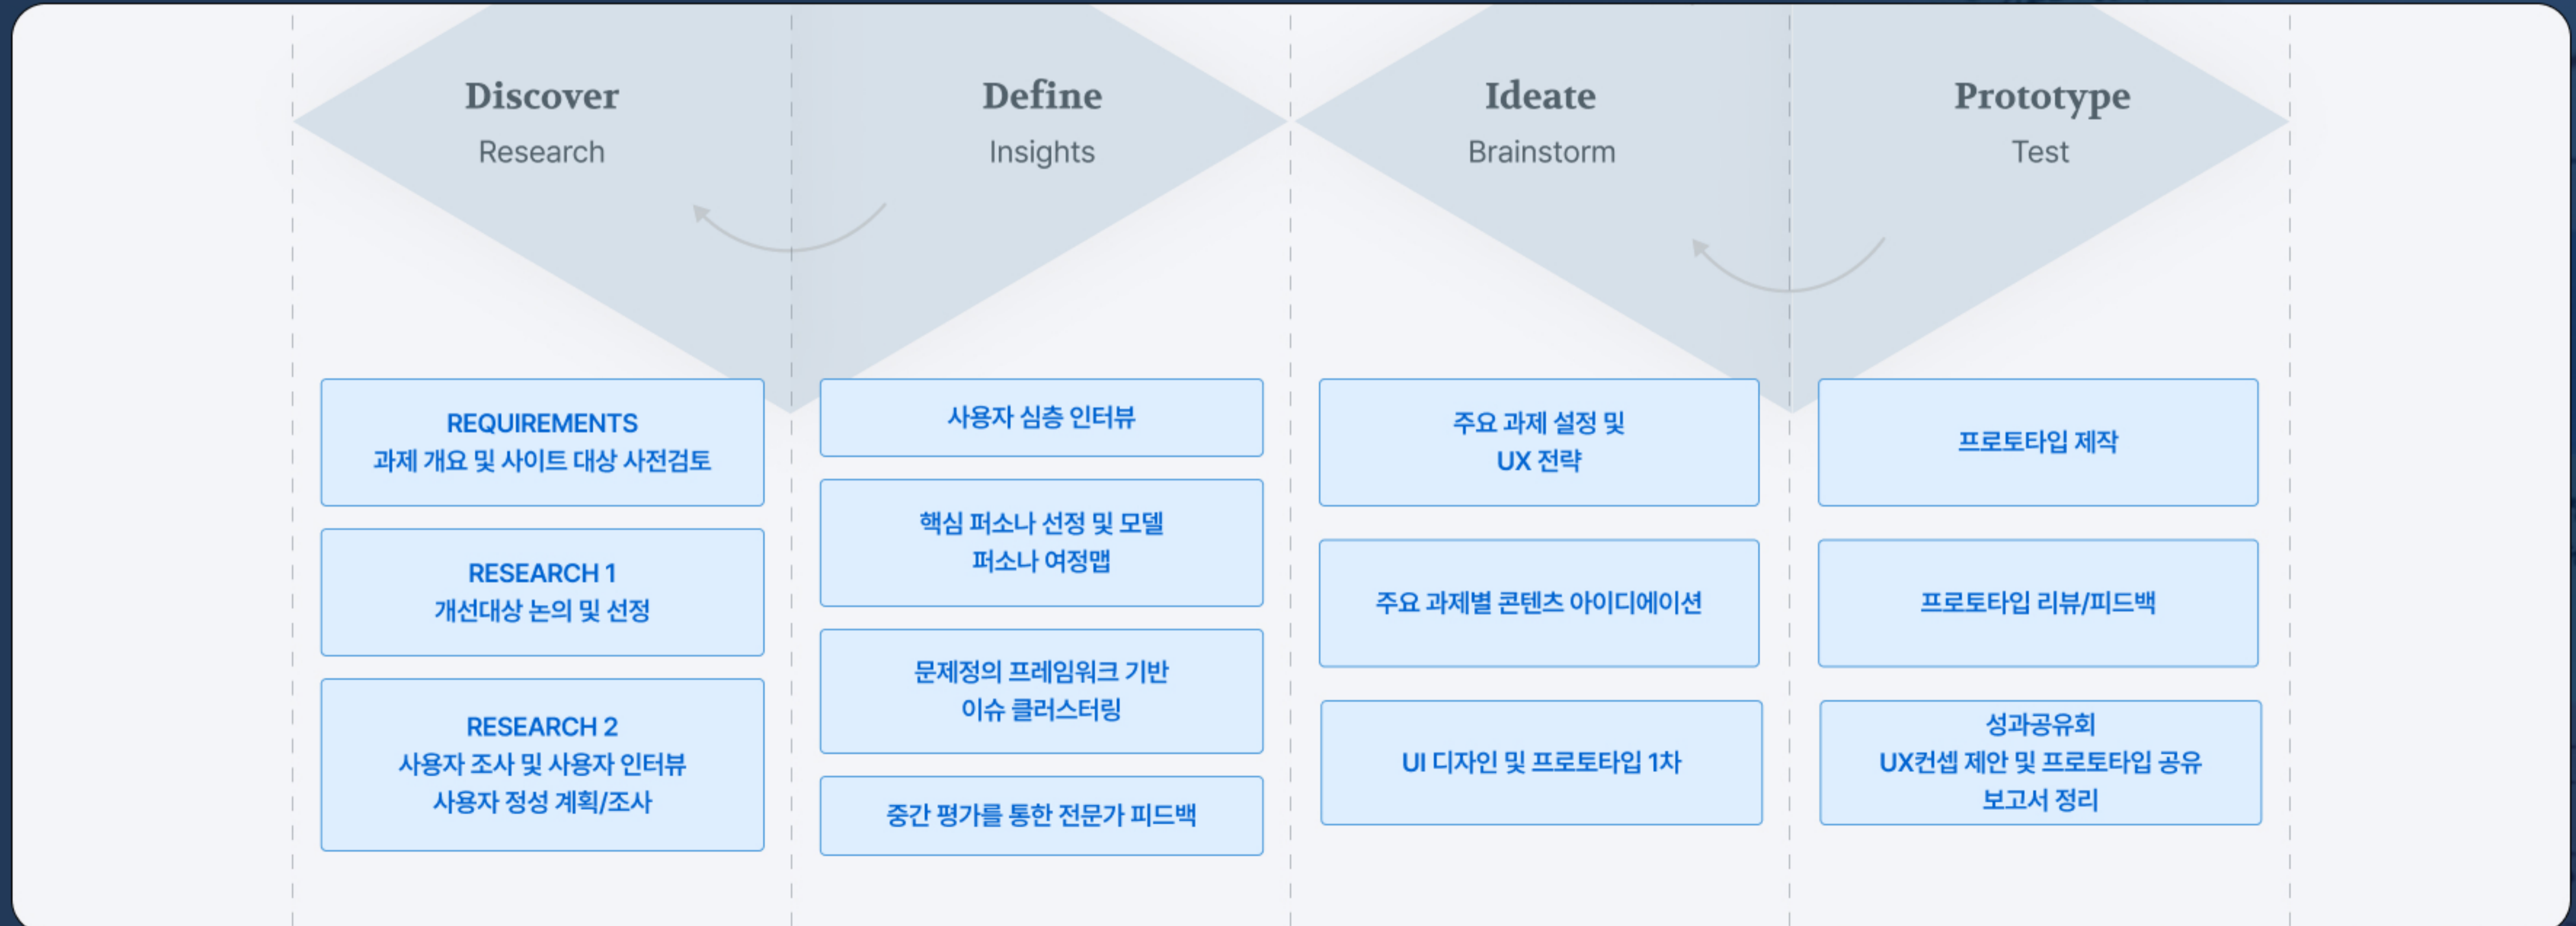 Discover
Research
Define
Insights
Ideate
Brainstorm
Prototype
Test
REQUIREMENTS
과제 개요 및 사이트 대상 사전검토
RESEARCH 1
개선대상 논의 및 선정
RESEARCH 2
사용자 조사 및 사용자 인터뷰
사용자 정성 계획/조사
사용자 심층 인터뷰
핵심 퍼소나 선정 및 모델
퍼소나 여정맵
문제정의 프레임워크 기반
이슈 클러스터링
중간 평가를 통한 전문가 피드백
주요 과제 설정 및
UX 전략
주요 과제별 콘텐츠 아이디에이션
UI 디자인 및 프로토타입 1차
프로토타입 제작
프로토타입 리뷰/피드백
성과공유회
UX컨셉 제안 및 프로토타입 공유
보고서 정리